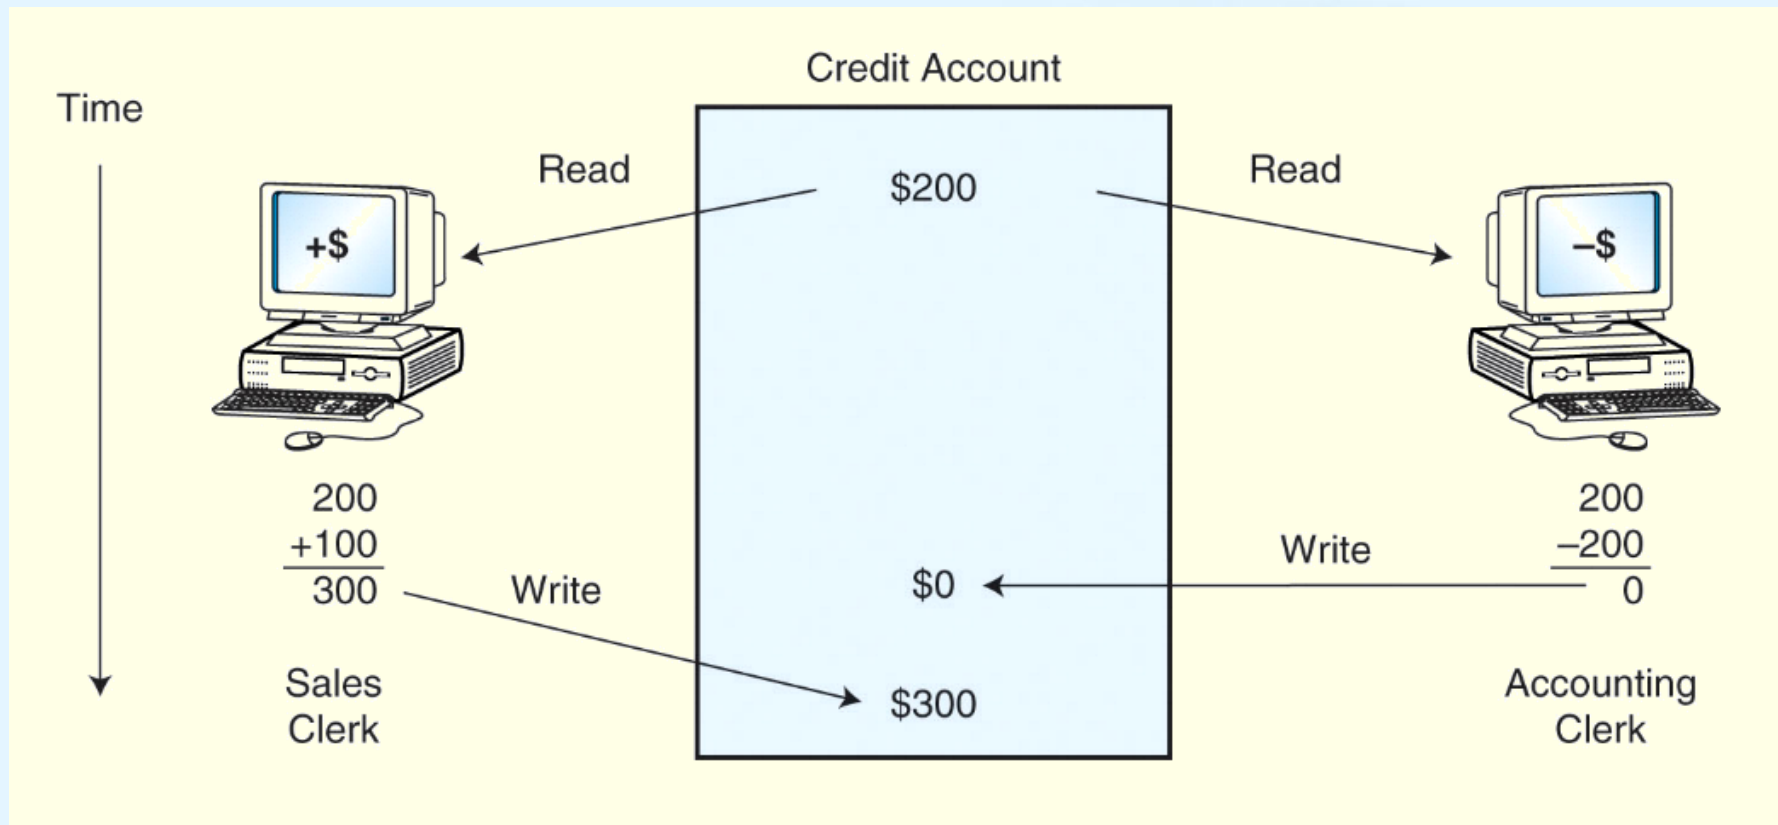 Credit Account
Time
Read
$200
Read
+$
–$
200
+100
300
Write
$0
Write
200
–200
0
$300
Sales
Clerk
Accounting
Clerk